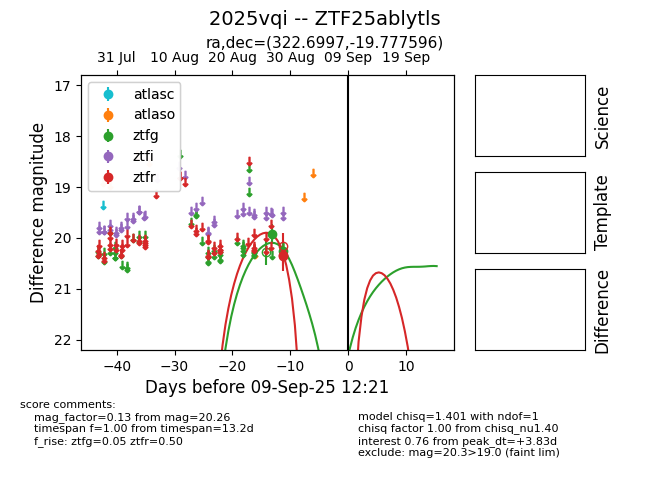 2025vqi -- ZTF25ablytls
ra,dec=(322.6997,-19.777596)
31 Jul 10 Aug 20 Aug 30 Aug 09 Sep 19 Sep
17
18
19
20
21
22
Difference magnitude
atlasc
atlaso
ztfg
ztfi
ztfr
−40 −30 −20 −10 0 10
Days before 09-Sep-25 12:21
Science
Template
Difference
score comments:
mag_factor=0.13 from mag=20.26
timespan f=1.00 from timespan=13.2d
f_rise: ztfg=0.05 ztfr=0.50
model chisq=1.401 with ndof=1
chisq factor 1.00 from chisq_nu1.40
interest 0.76 from peak_dt=+3.83d
exclude: mag=20.3>19.0 (faint lim)